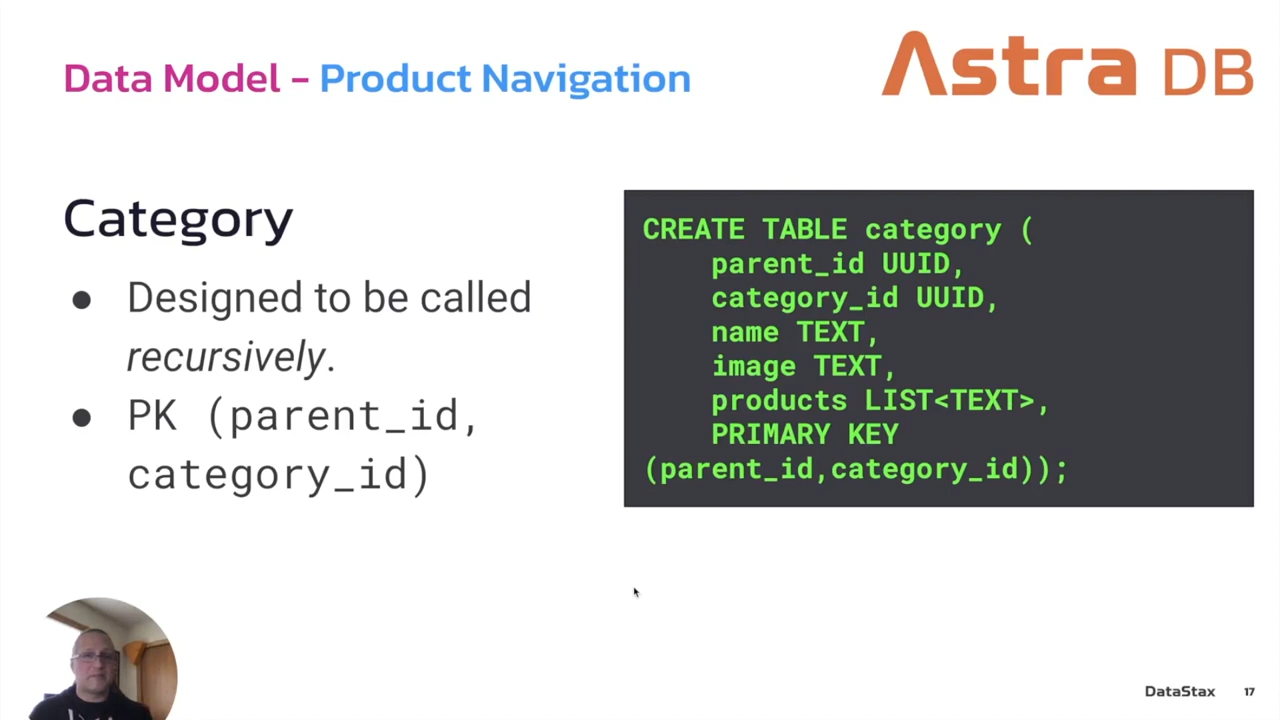 Data Model - Product Navigation
Astra DB
Category
● Designed to be called
recursively.
● PK (parent_id,
category_id)
CREATE TABLE category (
    parent_id UUID,
    category_id UUID,
    name TEXT,
    image TEXT,
    products LIST<TEXT>,
    PRIMARY KEY
(parent_id,category_id));
DataStax 17